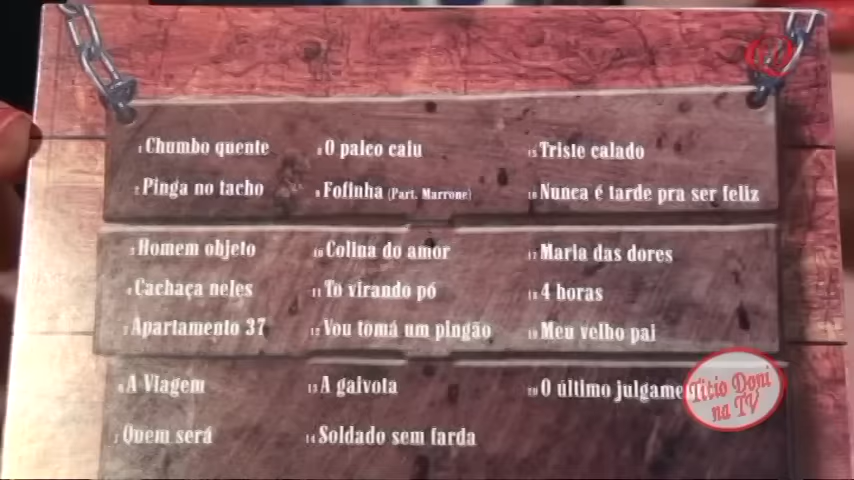 1 Chumbo quente
2 Pinga no tacho
3 Homem objeto
4 Cachaça neles
5 Apartamento 37
6 A Viagem
7 Quem será
8 O palco caiu
9 Fofinha (Part. Marrone)
10 Colina do amor
11 To virando pó
12 Vou tomá um pingão
13 A gaivota
14 Soldado sem farda
15 Triste calado
16 Nunca é tarde pra ser feliz
17 Maria das dores
18 4 horas
19 Meu velho pai
20 O último julgame
Titio Doni
na TV